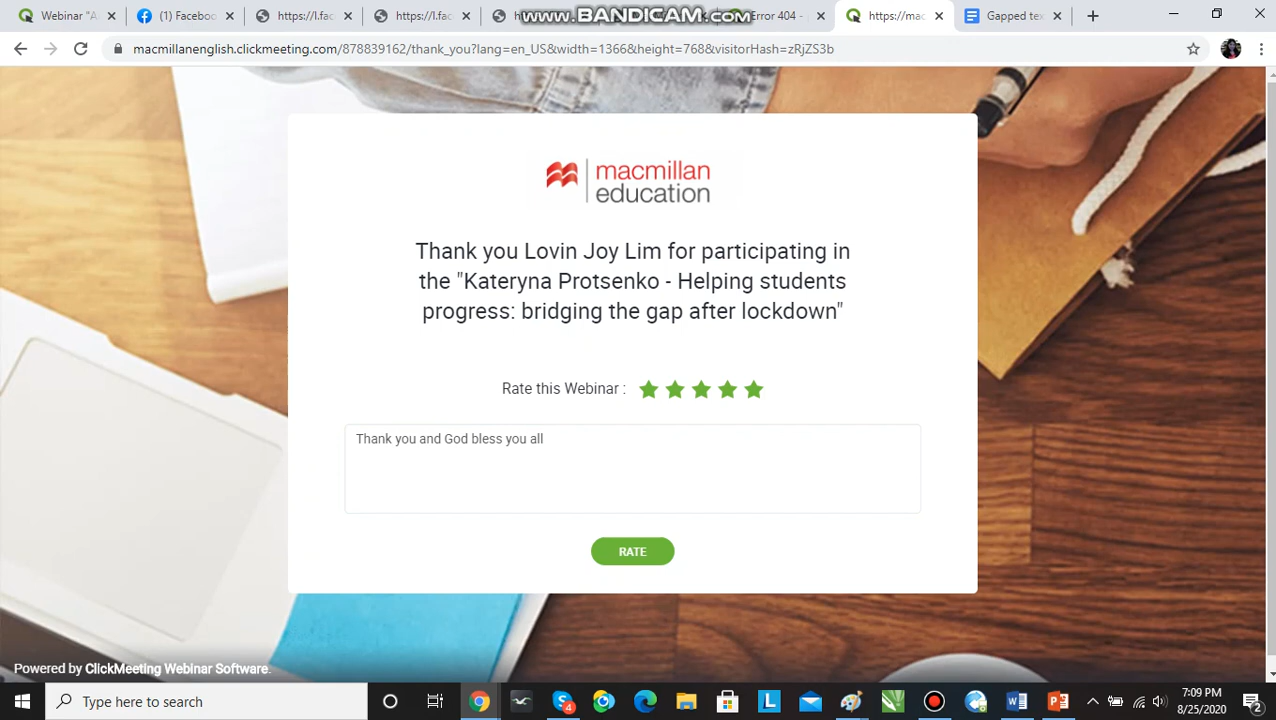 Webinar "A
(1) Faceboo
https://l.fac
https://l.fac
h
www.BANDICAM.com
Error 404 -
https://mac
Gapped tex
macmillanenglish.clickmeeting.com/878839162/thank_you?lang=en_US&width=1366&height=768&visitorHash=zRjZS3b
macmillan
education
Thank you Lovin Joy Lim for participating in
the "Kateryna Protsenko - Helping students
progress: bridging the gap after lockdown"
Rate this Webinar :
Thank you and God bless you all
RATE
Powered by ClickMeeting Webinar Software.
Type here to search
4
L
7:09 PM
8/25/2020
2